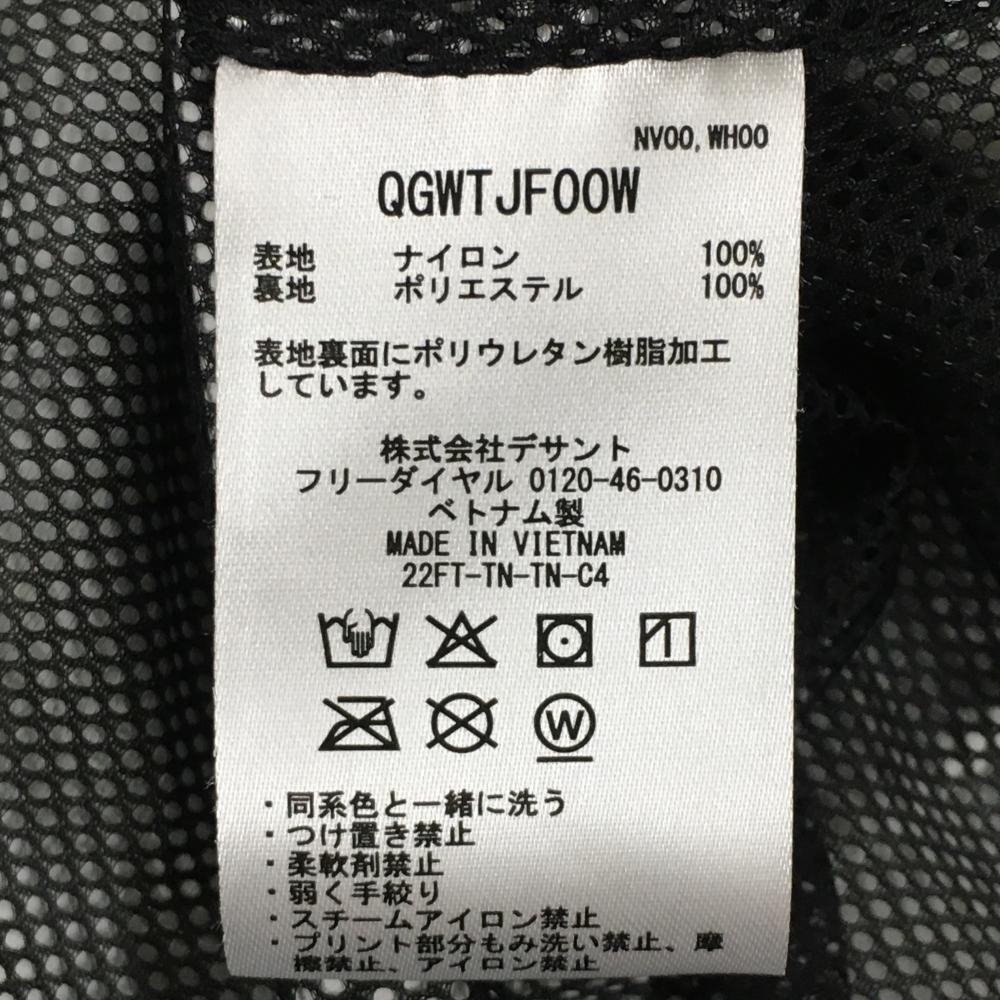 NV00,WH00
QGWTJF00W
表地 ナイロン 100%
裏地 ポリエステル 100%
表地裏面にポリウレタン樹脂加工
しています。
株式会社デサント
フリーダイヤル 0120-46-0310
ベトナム製
MADE IN VIETNAM
22FT-TN-TN-C4
W
・同系色と一緒に洗う
・つけ置き禁止
・柔軟剤禁止
・弱く手絞り
・スチームアイロン禁止
・プリント部分もみ洗い禁止、摩
擦禁止、アイロン禁止